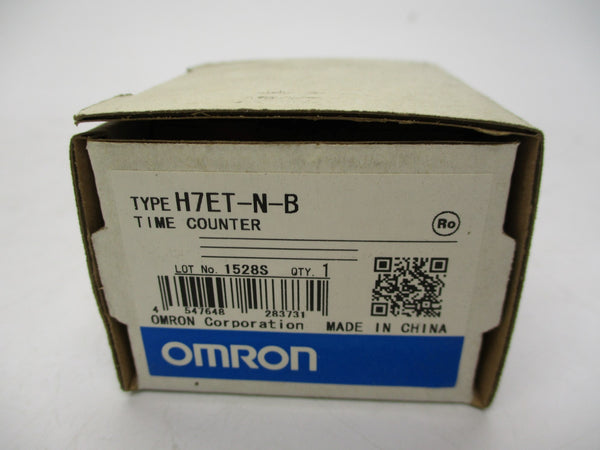 TYPE H7ET-N-B
TIME COUNTER
Ro
LOT No. 1528S QTY. 1
4 547648 283731
OMRON Corporation MADE IN CHINA
OMRON